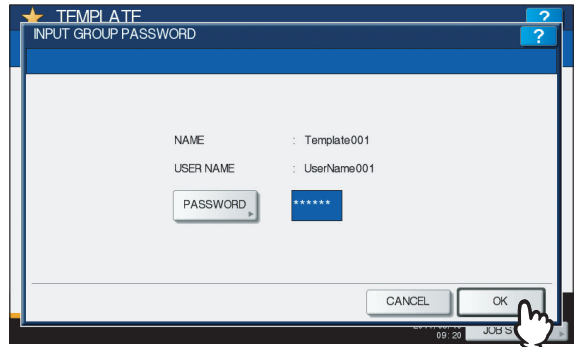 TEMPLATE ?
INPUT GROUP PASSWORD ?
NAME : Template001
USER NAME : UserName001
PASSWORD ******
CANCEL OK
09:20 JOB S